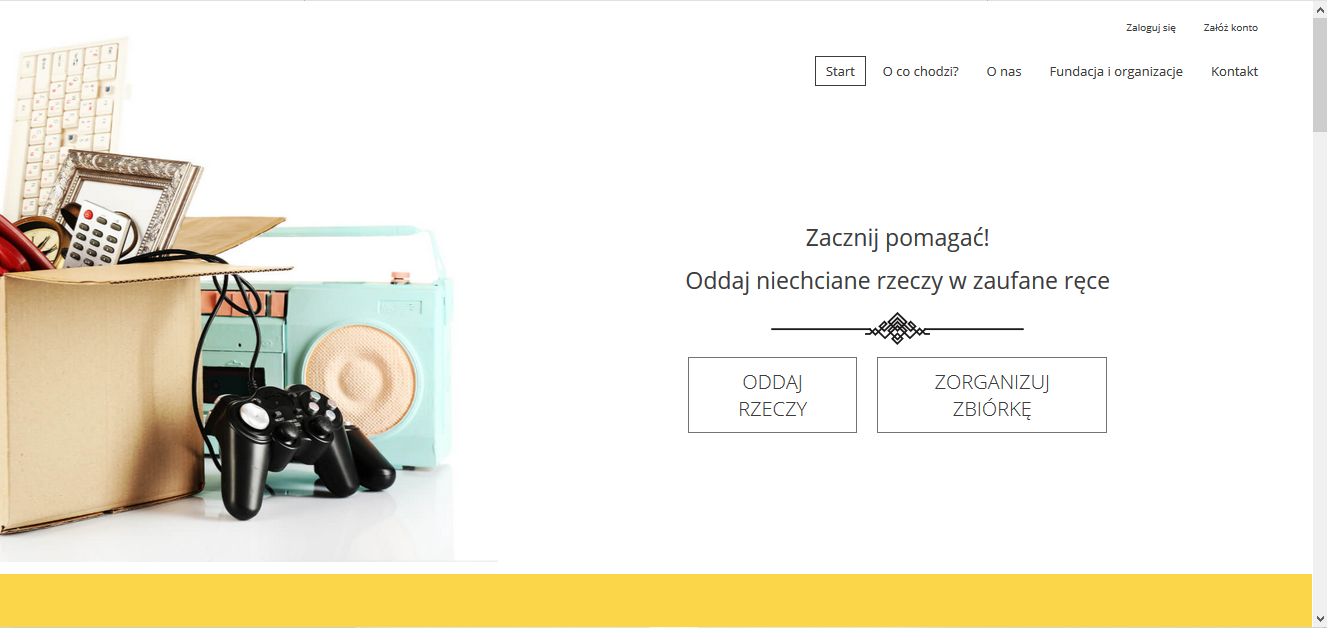 Zaloguj się Załóż konto
Start O co chodzi? O nas Fundacja i organizacje Kontakt
Zacznij pomagać!
Oddaj niechciane rzeczy w zaufane ręce
ODDAJ
RZECZY
ZORGANIZUJ
ZBIÓRKĘ